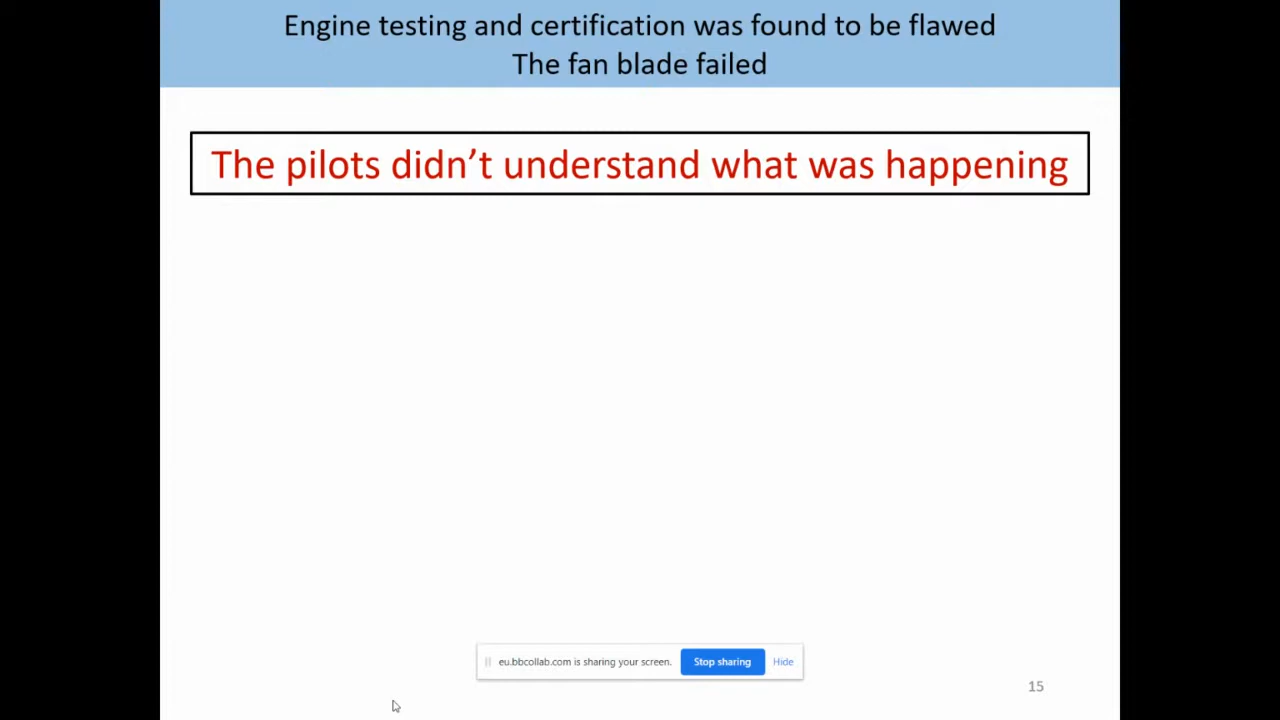 Engine testing and certification was found to be flawed
The fan blade failed
The pilots didn’t understand what was happening
eu.bbcollab.com is sharing your screen. Stop sharing Hide
15